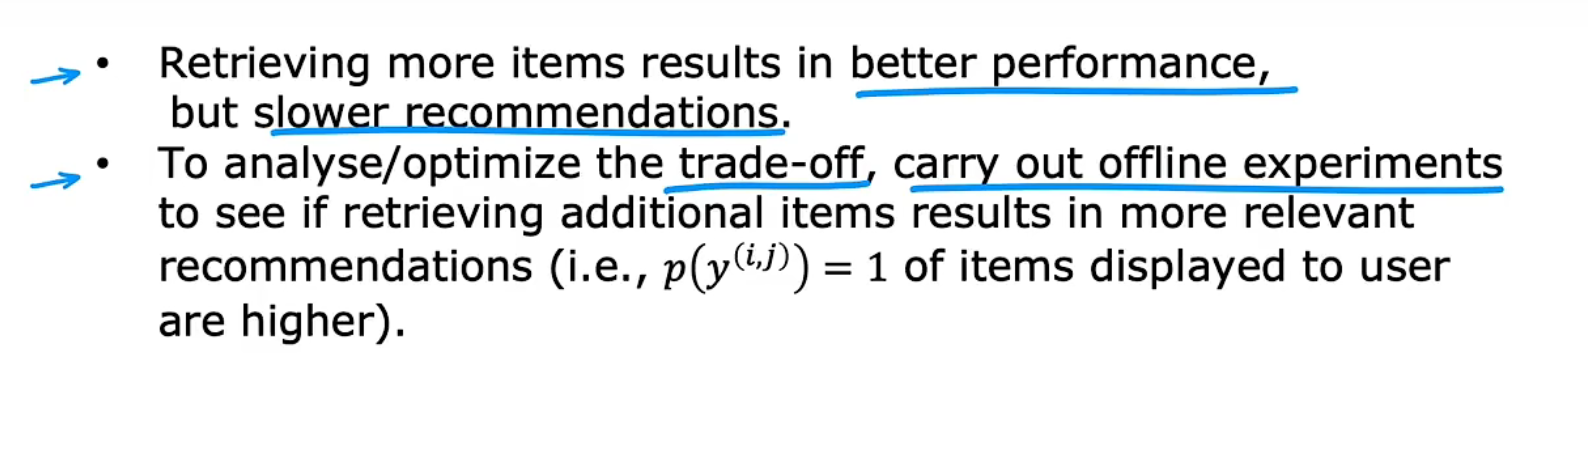 • Retrieving more items results in better performance,
but slower recommendations.
• To analyse/optimize the trade-off, carry out offline experiments
to see if retrieving additional items results in more relevant
recommendations (i.e., p(y^(i,j)) = 1 of items displayed to user
are higher).